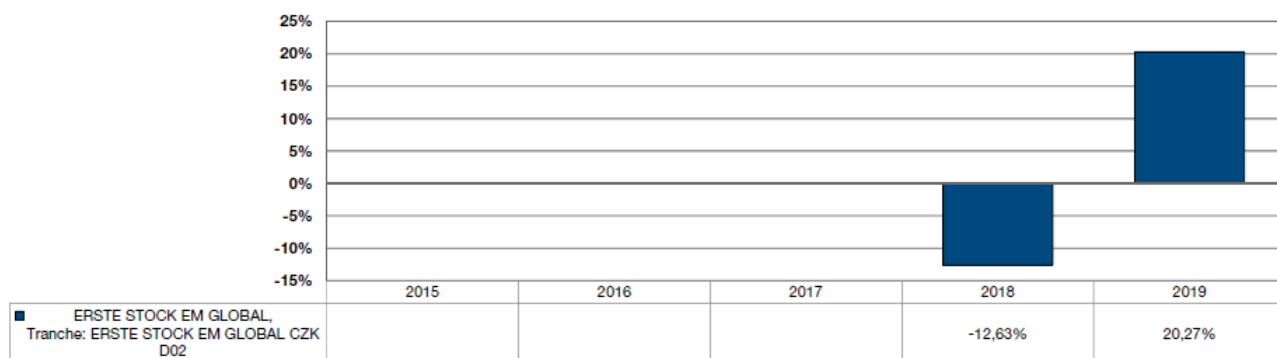 25%
20%
15%
10%
5%
0%
-5%
-10%
-15%
2015 2016 2017 2018 2019
ERSTE STOCK EM GLOBAL,
Tranche: ERSTE STOCK EM GLOBAL CZK
D02
-12,63% 20,27%